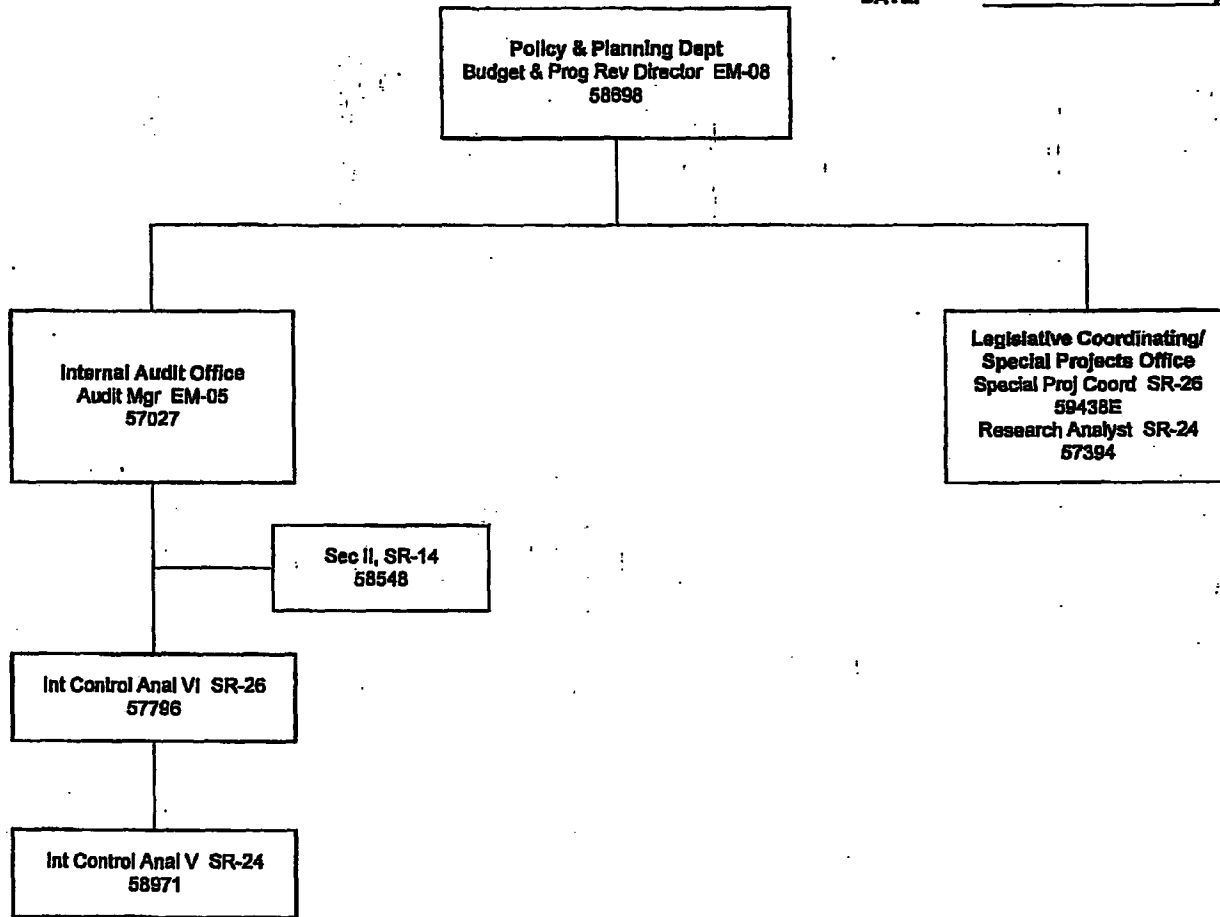 Policy & Planning Dept
Budget & Prog Rev Director EM-08
58698
Internal Audit Office
Audit Mgr EM-05
57027
Legislative Coordinating/
Special Projects Office
Special Proj Coord SR-26
59438E
Research Analyst SR-24
57394
Sec II, SR-14
58548
Int Control Anal VI SR-26
57796
Int Control Anal V SR-24
58971